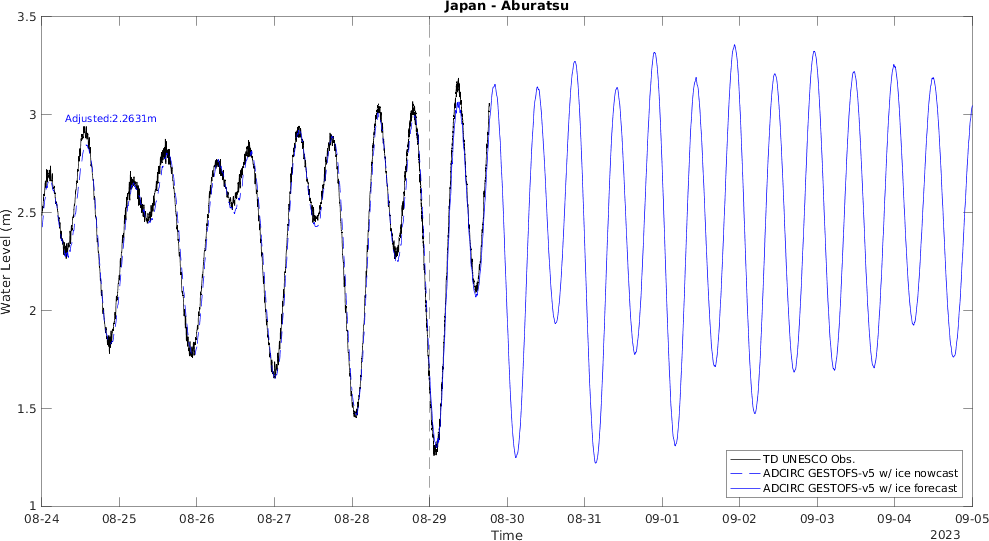 Japan - Aburatsu
3.5
3
2.5
2
1.5
1
Water Level (m)
Adjusted:2.2631m
TD UNESCO Obs.
ADCIRC GESTOFS-v5 w/ ice nowcast
ADCIRC GESTOFS-v5 w/ ice forecast
08-24 08-25 08-26 08-27 08-28 08-29 08-30 08-31 09-01 09-02 09-03 09-04 09-05
Time
2023